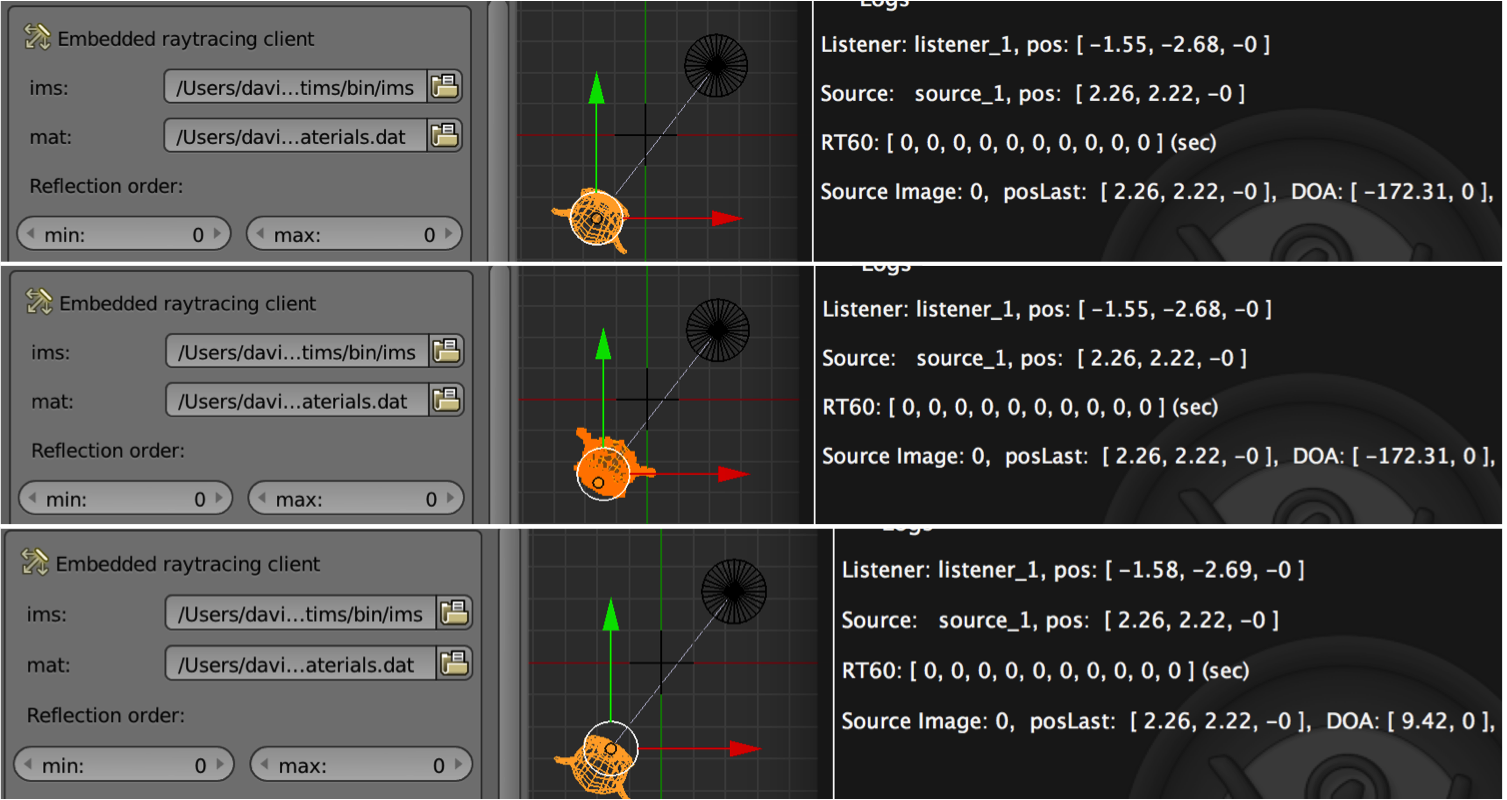 Embedded raytracing client
ims: /Users/davi...tims/bin/ims
mat: /Users/davi...aterials.dat
Reflection order:
min: 0 max: 0
Logs
Listener: listener_1, pos: [ −1.55, −2.68, −0 ]
Source: source_1, pos: [ 2.26, 2.22, −0 ]
RT60: [ 0, 0, 0, 0, 0, 0, 0, 0, 0, 0 ] (sec)
Source Image: 0, posLast: [ 2.26, 2.22, −0 ], DOA: [ −172.31, 0 ],
Embedded raytracing client
ims: /Users/davi...tims/bin/ims
mat: /Users/davi...aterials.dat
Reflection order:
min: 0 max: 0
Logs
Listener: listener_1, pos: [ −1.55, −2.68, −0 ]
Source: source_1, pos: [ 2.26, 2.22, −0 ]
RT60: [ 0, 0, 0, 0, 0, 0, 0, 0, 0, 0 ] (sec)
Source Image: 0, posLast: [ 2.26, 2.22, −0 ], DOA: [ −172.31, 0 ],
Embedded raytracing client
ims: /Users/davi...tims/bin/ims
mat: /Users/davi...aterials.dat
Reflection order:
min: 0 max: 0
Logs
Listener: listener_1, pos: [ −1.58, −2.69, −0 ]
Source: source_1, pos: [ 2.26, 2.22, −0 ]
RT60: [ 0, 0, 0, 0, 0, 0, 0, 0, 0, 0 ] (sec)
Source Image: 0, posLast: [ 2.26, 2.22, −0 ], DOA: [ 9.42, 0 ],